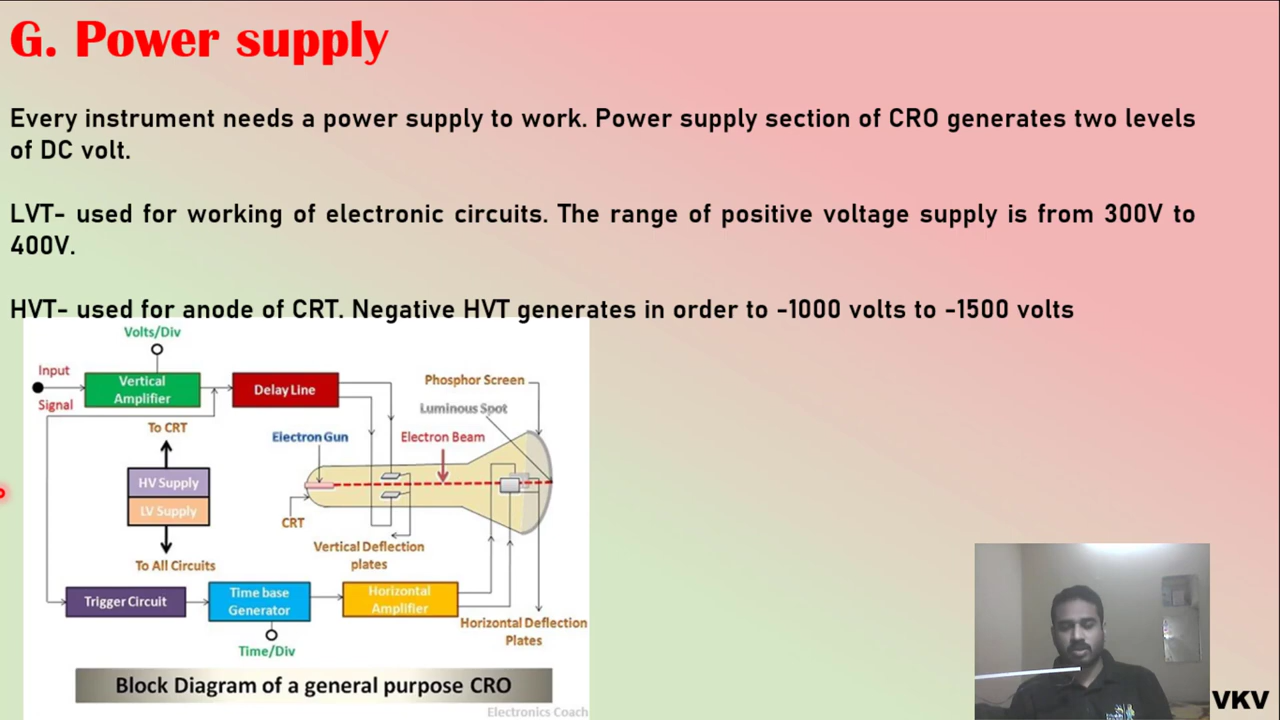 G. Power supply
Every instrument needs a power supply to work. Power supply section of CRO generates two levels
of DC volt.
LVT- used for working of electronic circuits. The range of positive voltage supply is from 300V to
400V.
HVT- used for anode of CRT. Negative HVT generates in order to -1000 volts to -1500 volts
Volts/Div
Input
Signal
Vertical
Amplifier
Delay Line
Phosphor Screen
Luminous Spot
To CRT
Electron Gun
Electron Beam
HV Supply
LV Supply
CRT
Vertical Deflection
plates
To All Circuits
Trigger Circuit
Time base
Generator
Horizontal
Amplifier
Horizontal Deflection
Plates
Time/Div
Block Diagram of a general purpose CRO
Electronics Coach
VKV